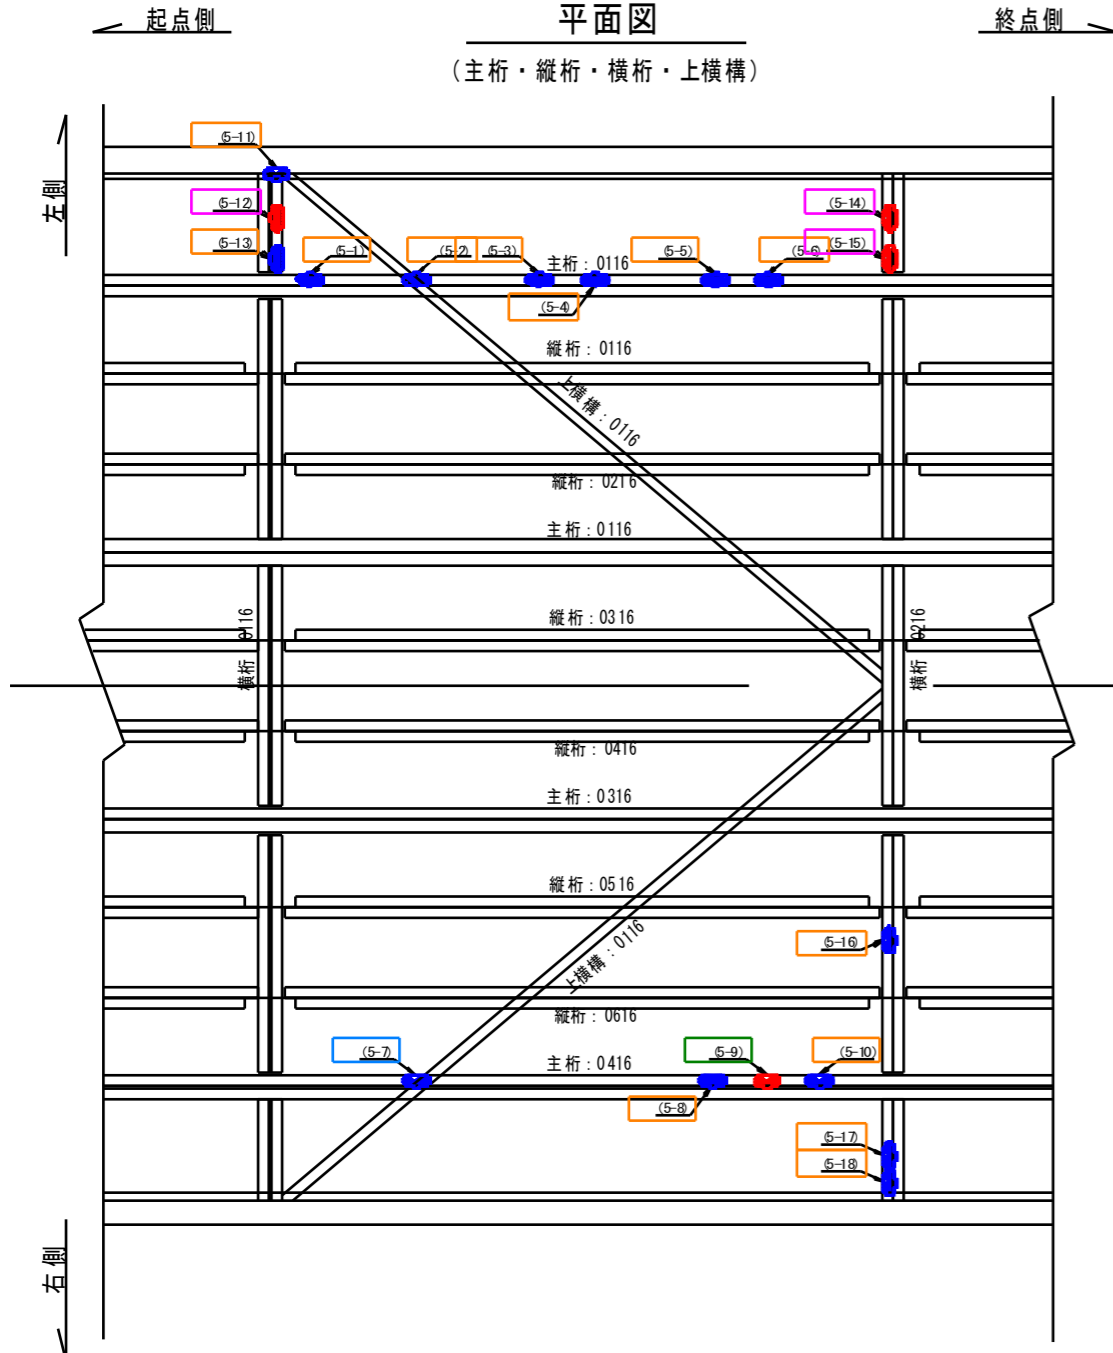 起点側
平面図
終点側
(主桁・縦桁・横桁・上横構)
左側
(5-11)
(5-12)
(5-13)
(5-14)
(5-15)
(5-1)
(5-2)
(5-3)
主桁：0116
(5-5)
(5-6)
(5-4)
縦桁：0116
上横構：0116
縦桁：0216
主桁：0116
縦桁：0316
横桁 0116
横桁 0216
縦桁：0416
主桁：0316
縦桁：0516
上横構：0116
(5-16)
縦桁：0616
(5-7)
主桁：0416
(5-9)
(5-10)
(5-8)
(5-17)
(5-18)
右側